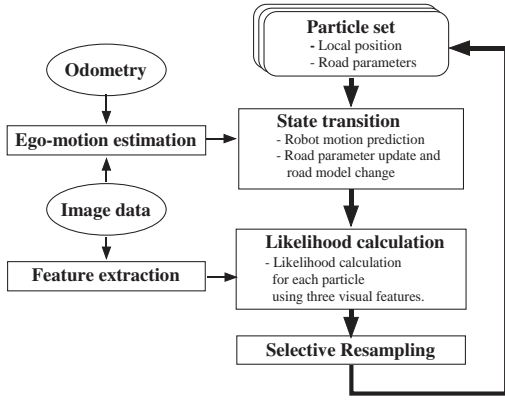 Particle set
- Local position
- Road parameters
Odometry
Ego-motion estimation
State transition
- Robot motion prediction
- Road parameter update and
road model change
Image data
Feature extraction
Likelihood calculation
- Likelihood calculation
for each particle
using three visual features.
Selective Resampling